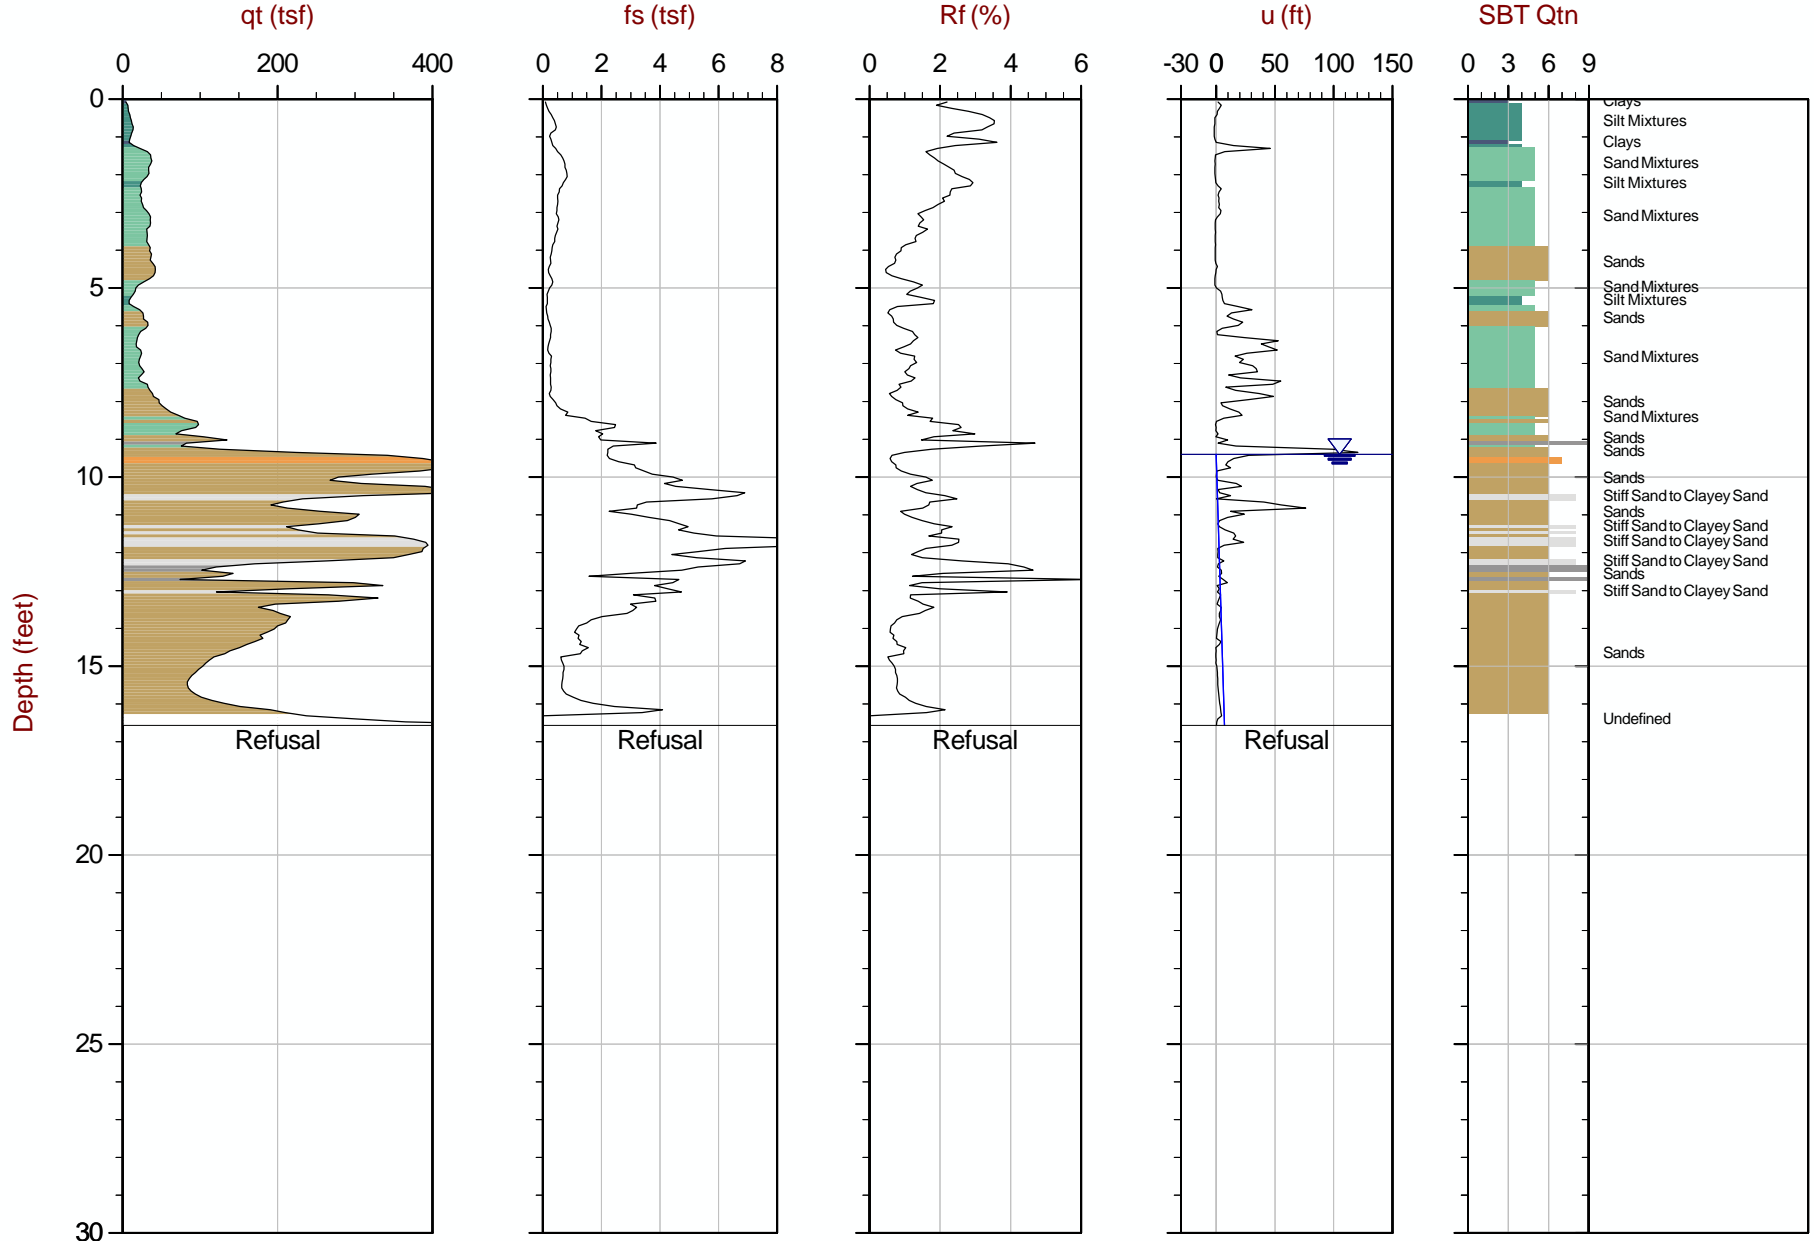 qt (tsf)
fs (tsf)
Rf (%)
u (ft)
SBT Qtn
0 200 400
0 2 4 6 8
0 2 4 6
-30 0 50 100 150
0 3 6 9
Depth (feet)
0
5
10
15
20
25
30
Clays
Silt Mixtures
Clays
Sand Mixtures
Silt Mixtures
Sand Mixtures
Sands
Sand Mixtures
Silt Mixtures
Sands
Sand Mixtures
Sands
Sand Mixtures
Sands
Sands
Sands
Stiff Sand to Clayey Sand
Sands
Stiff Sand to Clayey Sand
Stiff Sand to Clayey Sand
Stiff Sand to Clayey Sand
Sands
Stiff Sand to Clayey Sand
Sands
Undefined
Refusal
Refusal
Refusal
Refusal